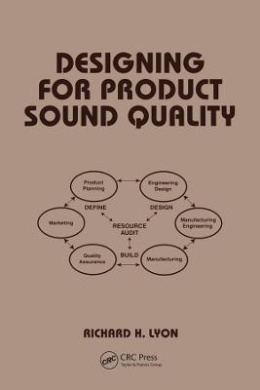 DESIGNING
FOR PRODUCT
SOUND QUALITY
Product
Planning
Engineering
Design
DEFINE
DESIGN
Marketing
RESOURCE
AUDIT
Manufacturing
Engineering
BUILD
Quality
Assurance
Manufacturing
RICHARD H. LYON
CRC
CRC Press
Taylor & Francis Group